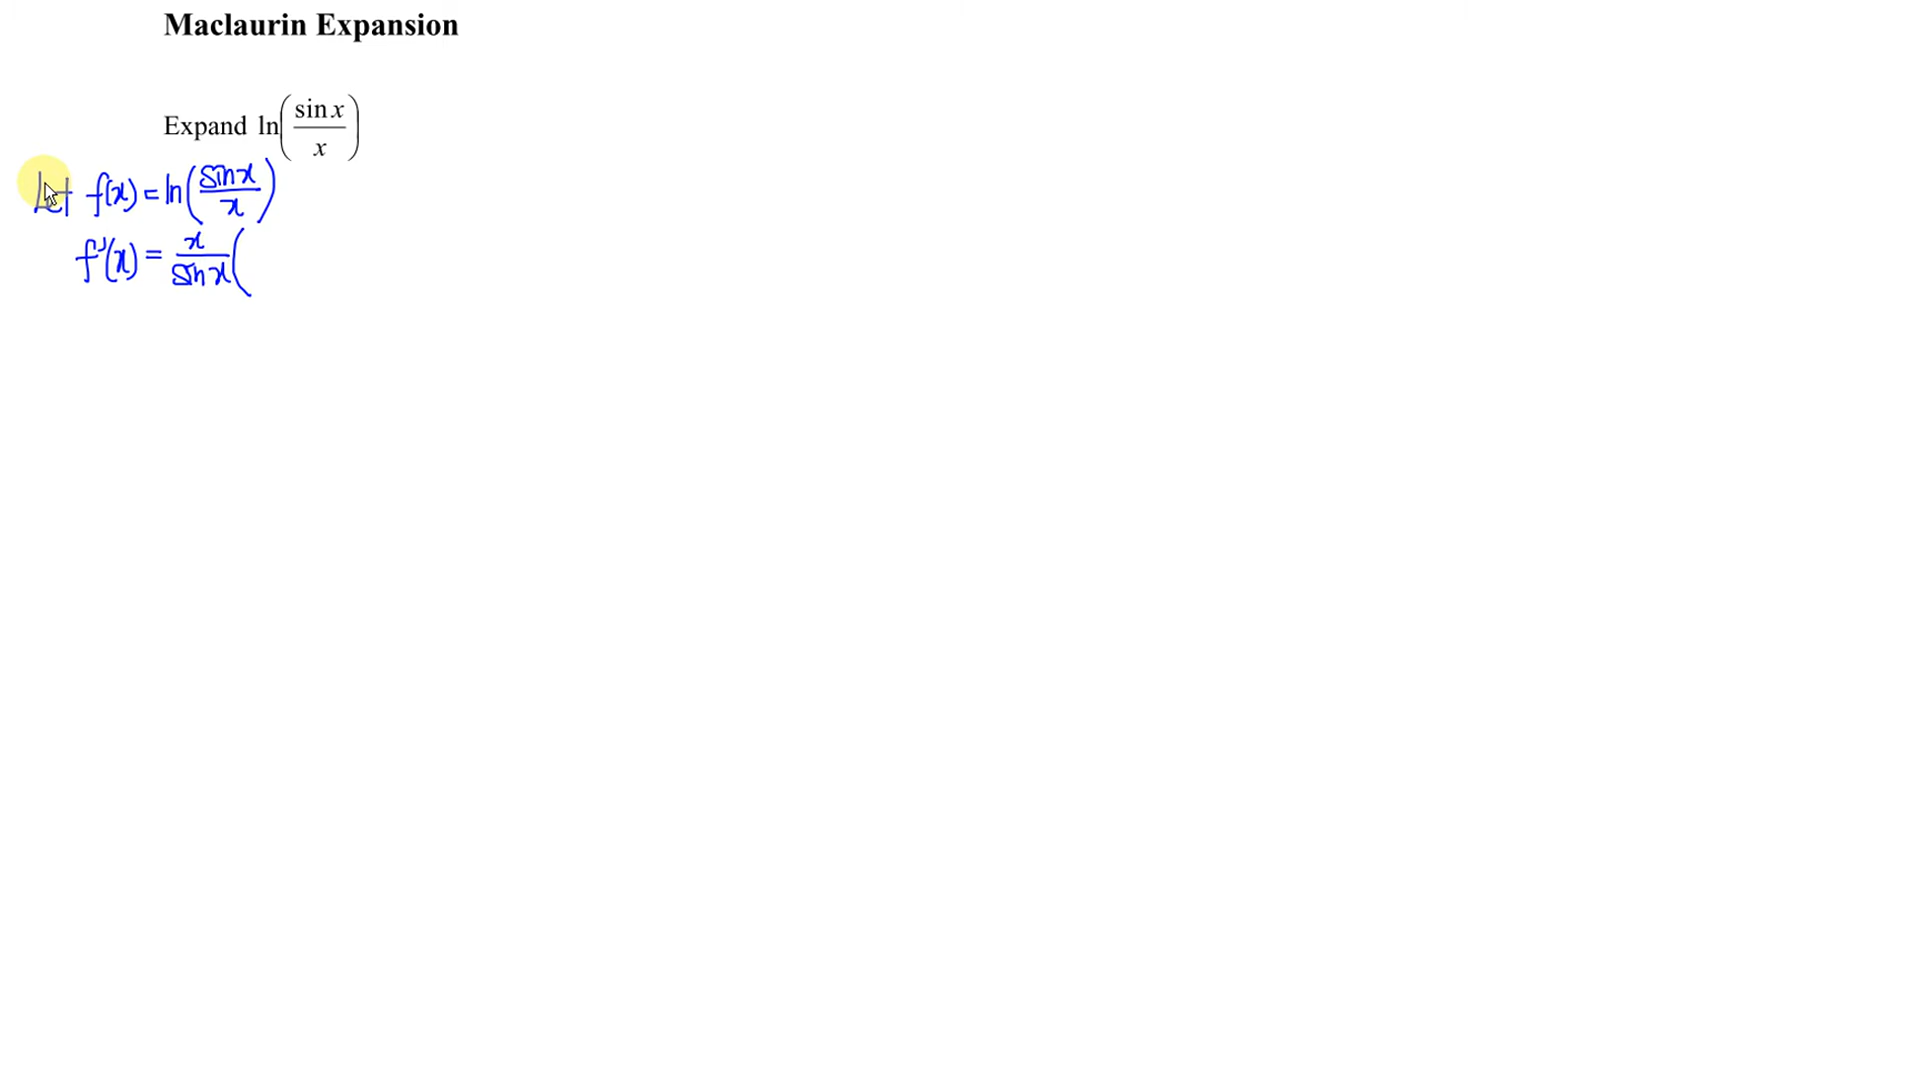 Maclaurin Expansion
Expand ln(sin x / x)
Let f(x) = ln(sin x / x)
f'(x) = x / sin x (